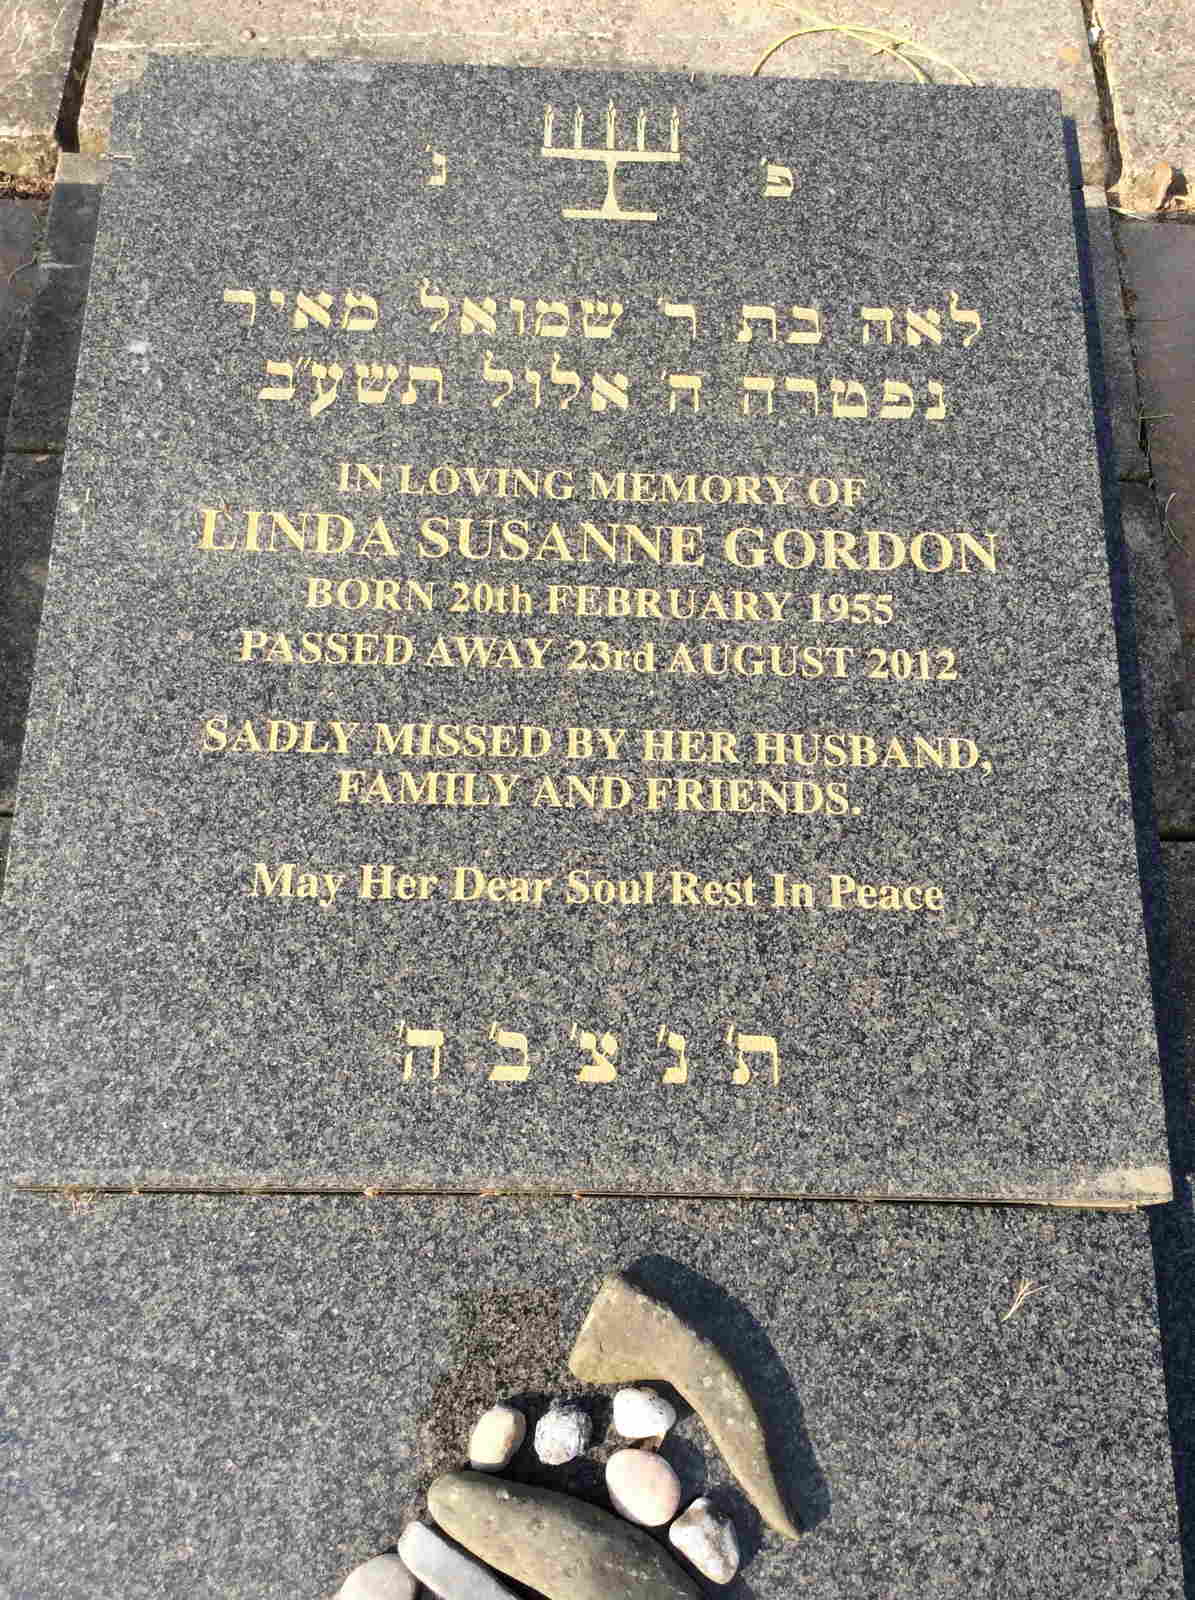 פ' נ'
לאה בת ר' שמואל מאיר
נפטרה ה' אלול תשע"ב
IN LOVING MEMORY OF
LINDA SUSANNE GORDON
BORN 20th FEBRUARY 1955
PASSED AWAY 23rd AUGUST 2012
SADLY MISSED BY HER HUSBAND,
FAMILY AND FRIENDS.
May Her Dear Soul Rest In Peace
ת' נ' צ' ב' ה'